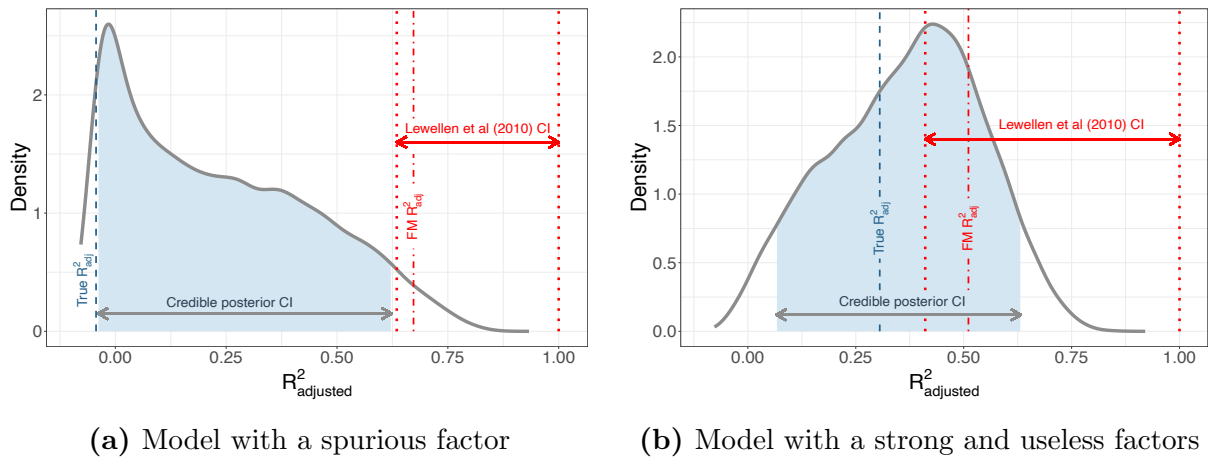 2
1
0
Density
Lewellen et al (2010) CI
True R²adj
FM R²adj
Credible posterior CI
0.00 0.25 0.50 0.75 1.00
R²adjusted
(a) Model with a spurious factor
2.0
1.5
1.0
0.5
0.0
Density
Lewellen et al (2010) CI
True R²adj
FM R²adj
Credible posterior CI
0.00 0.25 0.50 0.75 1.00
R²adjusted
(b) Model with a strong and useless factors